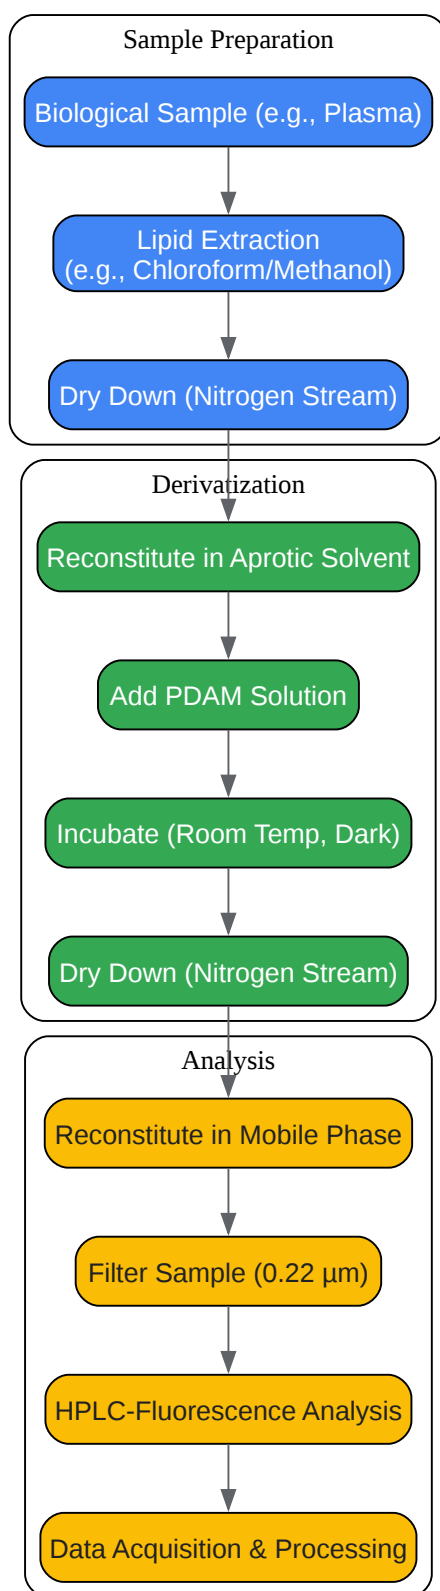 Sample Preparation
Biological Sample (e.g., Plasma)
Lipid Extraction
(e.g., Chloroform/Methanol)
Dry Down (Nitrogen Stream)
Derivatization
Reconstitute in Aprotic Solvent
Add PDAM Solution
Incubate (Room Temp, Dark)
Dry Down (Nitrogen Stream)
Analysis
Reconstitute in Mobile Phase
Filter Sample (0.22 µm)
HPLC-Fluorescence Analysis
Data Acquisition & Processing